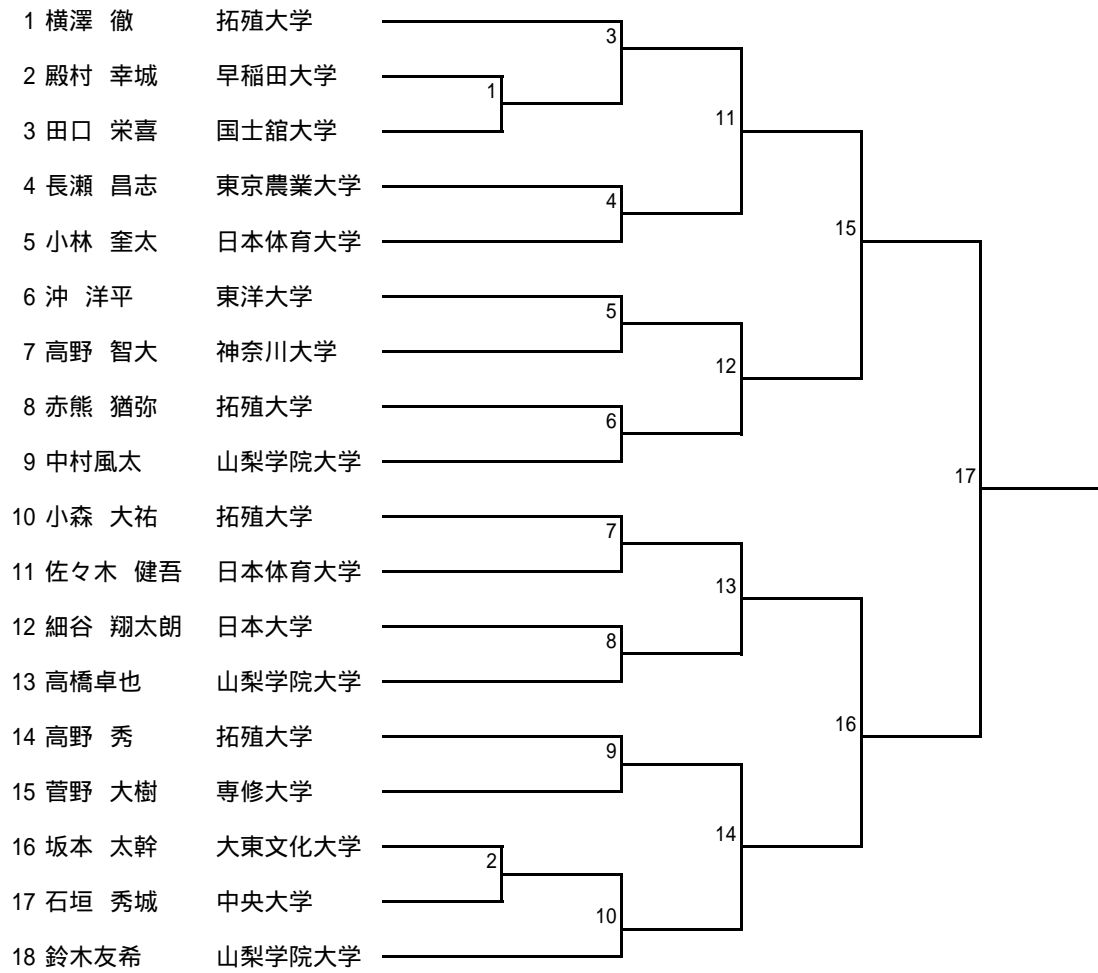 1 横澤 徹 拓殖大学
3
2 殿村 幸城 早稲田大学
1
11
3 田口 栄喜 国士舘大学
4 長瀬 昌志 東京農業大学
4
15
5 小林 奎太 日本体育大学
6 沖 洋平 東洋大学
5
7 高野 智大 神奈川大学
12
8 赤熊 猶弥 拓殖大学
6
9 中村風太 山梨学院大学
17
10 小森 大祐 拓殖大学
7
11 佐々木 健吾 日本体育大学
13
12 細谷 翔太朗 日本大学
8
13 高橋卓也 山梨学院大学
16
14 高野 秀 拓殖大学
9
15 菅野 大樹 専修大学
14
16 坂本 太幹 大東文化大学
2
17 石垣 秀城 中央大学
10
18 鈴木友希 山梨学院大学